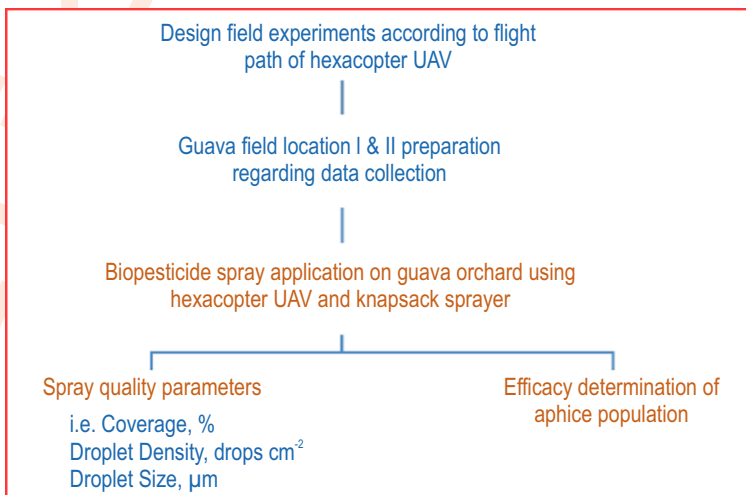 Design field experiments according to flight
path of hexacopter UAV
Guava field location I & II preparation
regarding data collection
Biopesticide spray application on guava orchard using
hexacopter UAV and knapsack sprayer
Spray quality parameters
i.e. Coverage, %
Droplet Density, drops cm⁻²
Droplet Size, µm
Efficacy determination of
aphice population